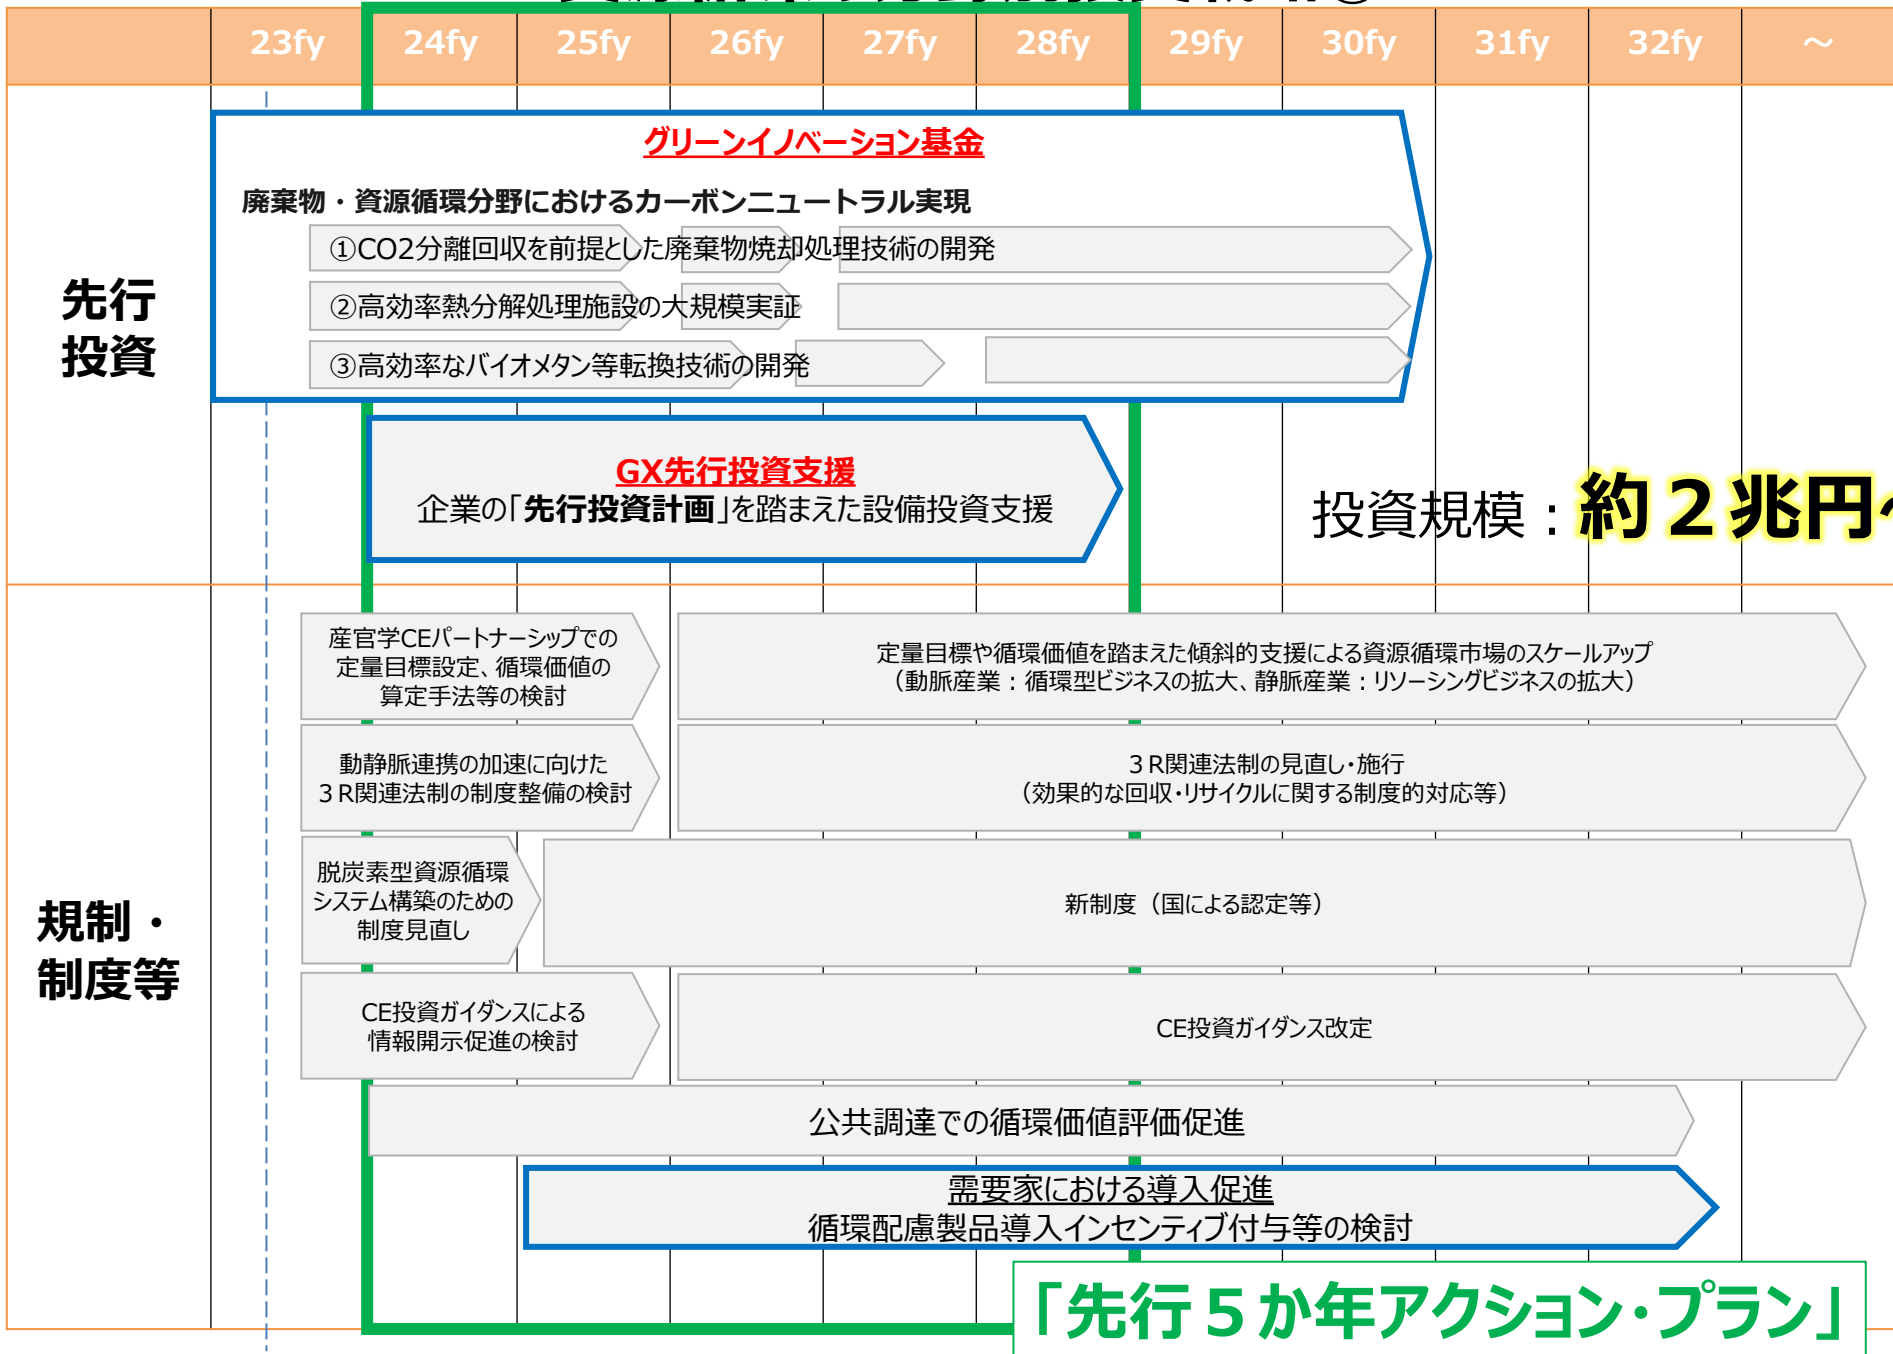 23fy 24fy 25fy 26fy 27fy 28fy 29fy 30fy 31fy 32fy ～
先行
投資
グリーンイノベーション基金
廃棄物・資源循環分野におけるカーボンニュートラル実現
①CO2分離回収を前提とした廃棄物焼却処理技術の開発
②高効率熱分解処理施設の大規模実証
③高効率なバイオメタン等転換技術の開発
GX先行投資支援
企業の「先行投資計画」を踏まえた設備投資支援
投資規模：約２兆円～
規制・
制度等
産官学CEパートナーシップでの
定量目標設定、循環価値の
算定手法等の検討
定量目標や循環価値を踏まえた傾斜的支援による資源循環市場のスケールアップ
（動脈産業：循環型ビジネスの拡大、静脈産業：リソーシングビジネスの拡大）
動静脈連携の加速に向けた
３R関連法制の制度整備の検討
３R関連法制の見直し・施行
（効果的な回収・リサイクルに関する制度的対応等）
脱炭素型資源循環
システム構築のための
制度見直し
新制度（国による認定等）
CE投資ガイダンスによる
情報開示促進の検討
CE投資ガイダンス改定
公共調達での循環価値評価促進
需要家における導入促進
循環配慮製品導入インセンティブ付与等の検討
「先行５か年アクション・プラン」